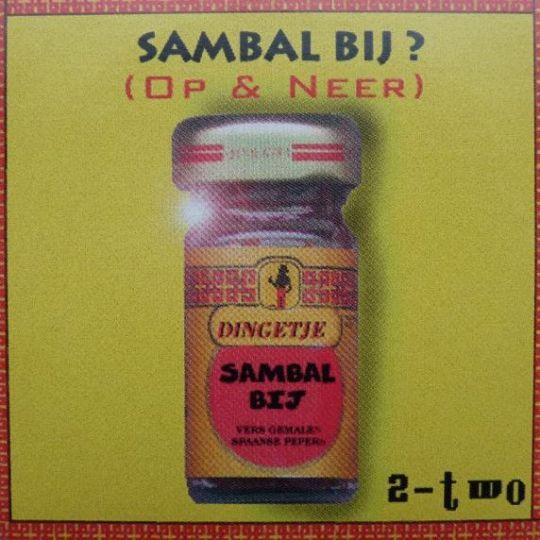 SAMBAL BIJ ?
(OP & NEER)
DINGETJE
SAMBAL
BIJ
VERS GEMALEN
SPAANSE PEPERS
2-two